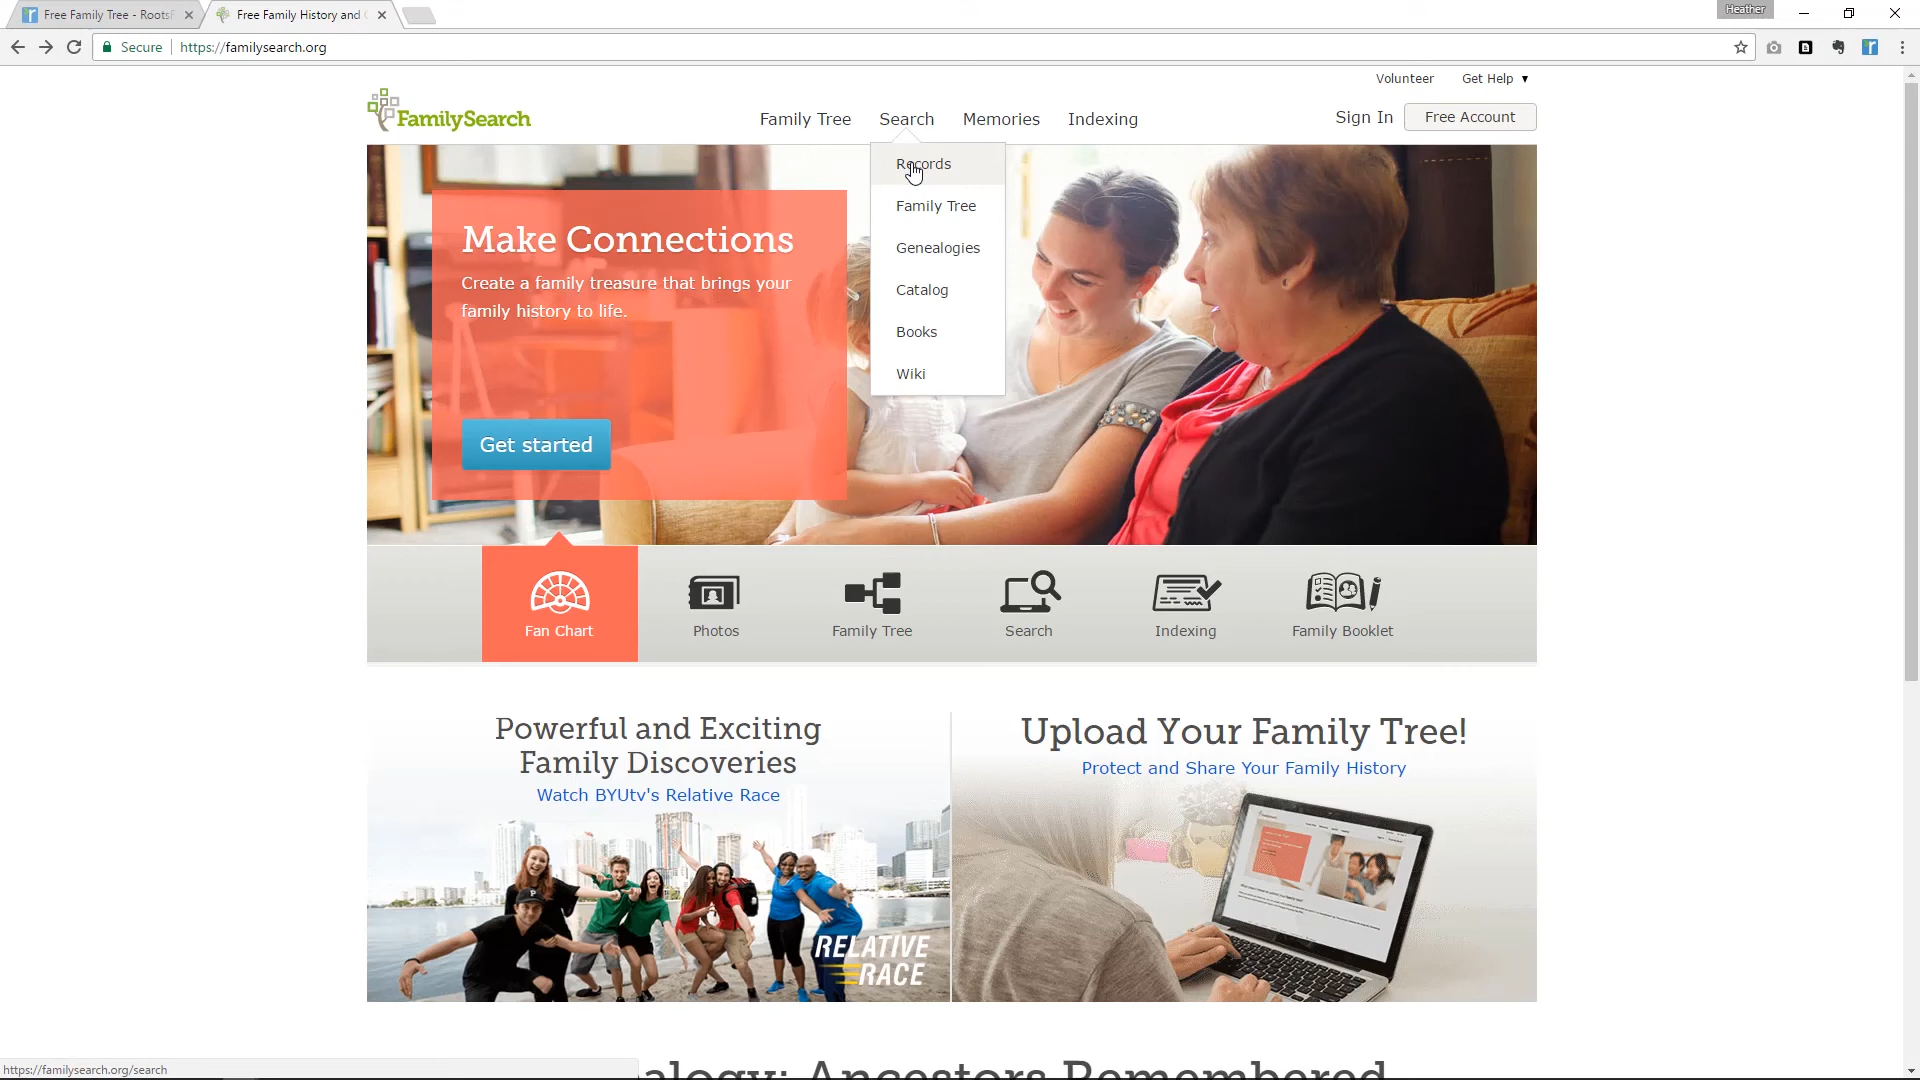 Free Family Tree - RootsF
Free Family History and G
Heather
Secure
https://familysearch.org
Volunteer
Get Help
FamilySearch
Family Tree
Search
Memories
Indexing
Sign In
Free Account
Records
Family Tree
Genealogies
Catalog
Books
Wiki
Make Connections
Create a family treasure that brings your
family history to life.
Get started
Fan Chart
Photos
Family Tree
Search
Indexing
Family Booklet
Powerful and Exciting
Family Discoveries
Watch BYUtv's Relative Race
RELATIVE
RACE
Upload Your Family Tree!
Protect and Share Your Family History
https://familysearch.org/search
alogy: Ancestors Remembered